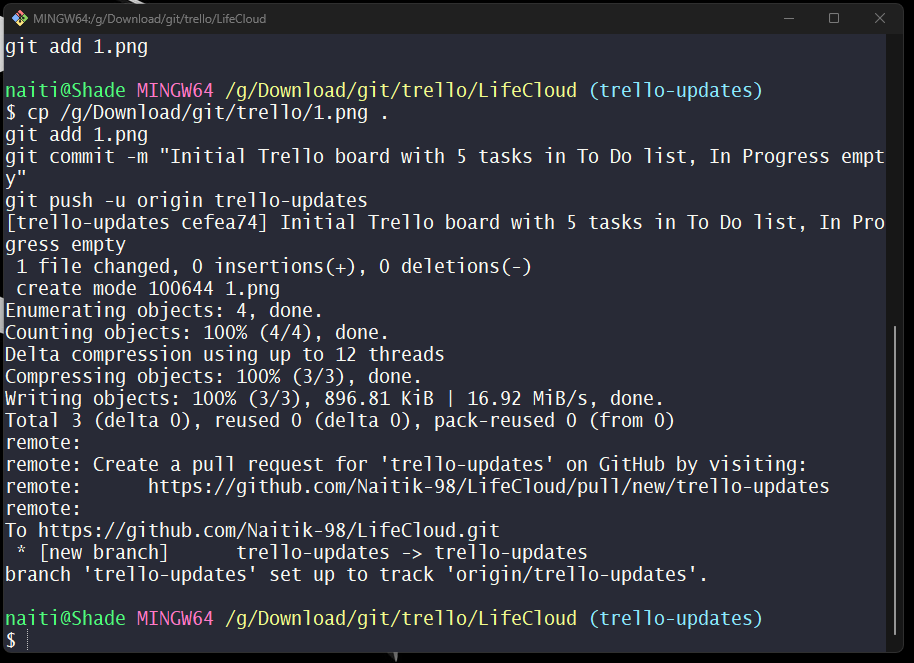 MINGW64:/g/Download/git/trello/LifeCloud
git add 1.png
naiti@Shade MINGW64 /g/Download/git/trello/LifeCloud (trello-updates)
$ cp /g/Download/git/trello/1.png .
git add 1.png
git commit -m "Initial Trello board with 5 tasks in To Do list, In Progress empt
y"
git push -u origin trello-updates
[trello-updates cefea74] Initial Trello board with 5 tasks in To Do list, In Pro
gress empty
 1 file changed, 0 insertions(+), 0 deletions(-)
 create mode 100644 1.png
Enumerating objects: 4, done.
Counting objects: 100% (4/4), done.
Delta compression using up to 12 threads
Compressing objects: 100% (3/3), done.
Writing objects: 100% (3/3), 896.81 KiB | 16.92 MiB/s, done.
Total 3 (delta 0), reused 0 (delta 0), pack-reused 0 (from 0)
remote:
remote: Create a pull request for 'trello-updates' on GitHub by visiting:
remote:      https://github.com/Naitik-98/LifeCloud/pull/new/trello-updates
remote:
To https://github.com/Naitik-98/LifeCloud.git
 * [new branch]      trello-updates -> trello-updates
branch 'trello-updates' set up to track 'origin/trello-updates'.
naiti@Shade MINGW64 /g/Download/git/trello/LifeCloud (trello-updates)
$